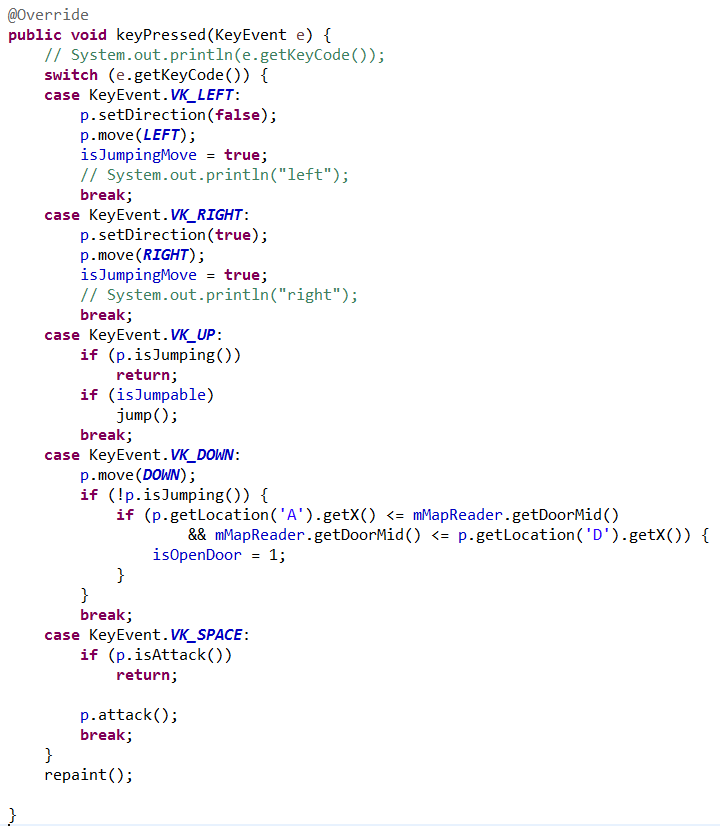 @Override
public void keyPressed(KeyEvent e) {
    // System.out.println(e.getKeyCode());
    switch (e.getKeyCode()) {
    case KeyEvent.VK_LEFT:
        p.setDirection(false);
        p.move(LEFT);
        isJumpingMove = true;
        // System.out.println("left");
        break;
    case KeyEvent.VK_RIGHT:
        p.setDirection(true);
        p.move(RIGHT);
        isJumpingMove = true;
        // System.out.println("right");
        break;
    case KeyEvent.VK_UP:
        if (p.isJumping())
            return;
        if (isJumpable)
            jump();
        break;
    case KeyEvent.VK_DOWN:
        p.move(DOWN);
        if (!p.isJumping()) {
            if (p.getLocation('A').getX() <= mMapReader.getDoorMid()
                    && mMapReader.getDoorMid() <= p.getLocation('D').getX()) {
                isOpenDoor = 1;
            }
        }
        break;
    case KeyEvent.VK_SPACE:
        if (p.isAttack())
            return;

        p.attack();
        break;
    }
    repaint();

}